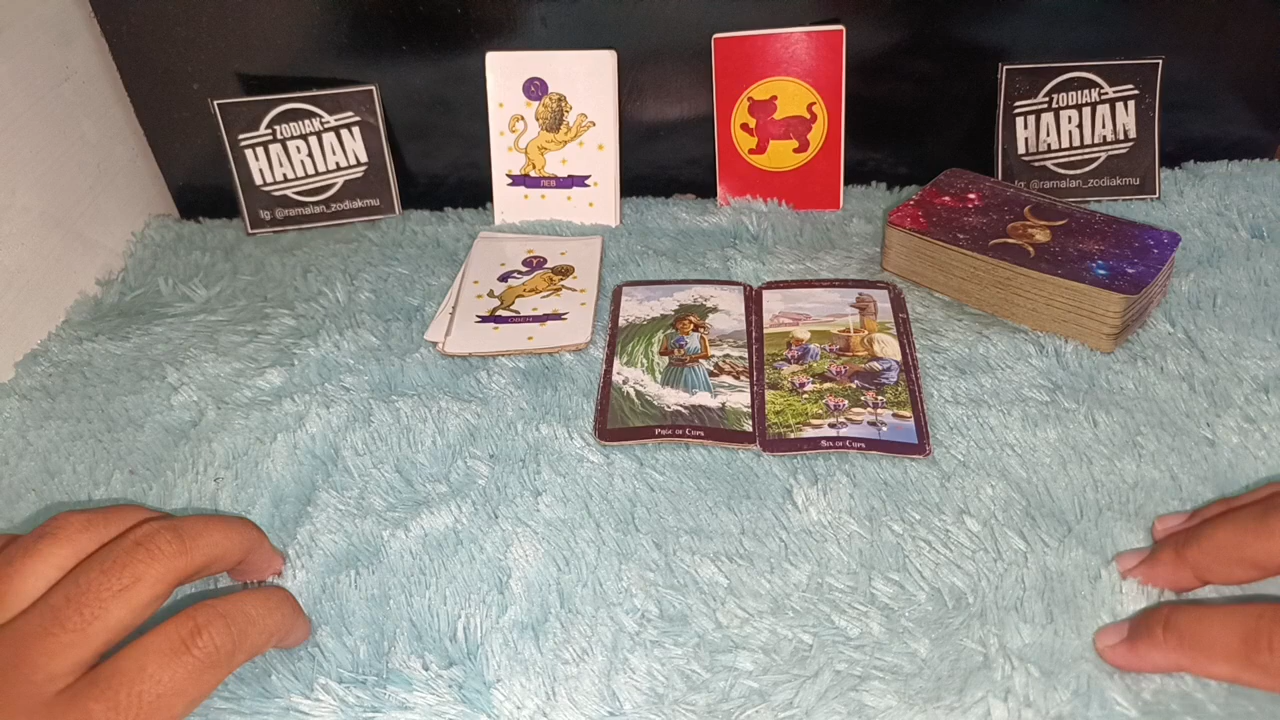 ZODIAK
HARIAN
Ig: @ramalan_zodiakmu
ЛЕВ
ZODIAK
HARIAN
Ig: @ramalan_zodiakmu
ОВЕН
PAGE OF CUPS
SIX OF CUPS